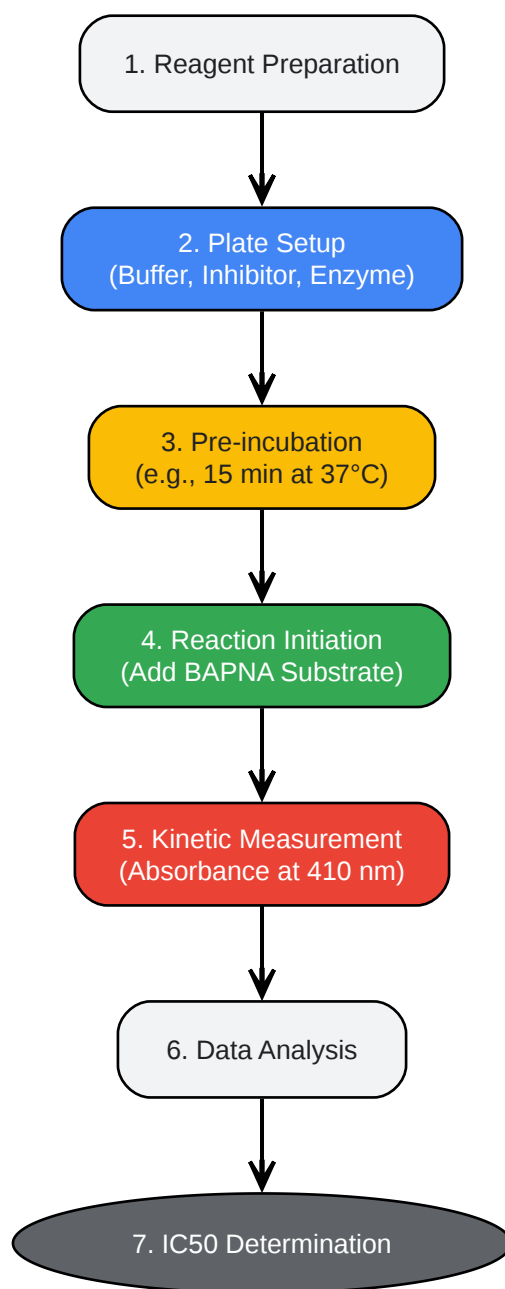 1. Reagent Preparation
2. Plate Setup
(Buffer, Inhibitor, Enzyme)
3. Pre-incubation
(e.g., 15 min at 37°C)
4. Reaction Initiation
(Add BAPNA Substrate)
5. Kinetic Measurement
(Absorbance at 410 nm)
6. Data Analysis
7. IC50 Determination